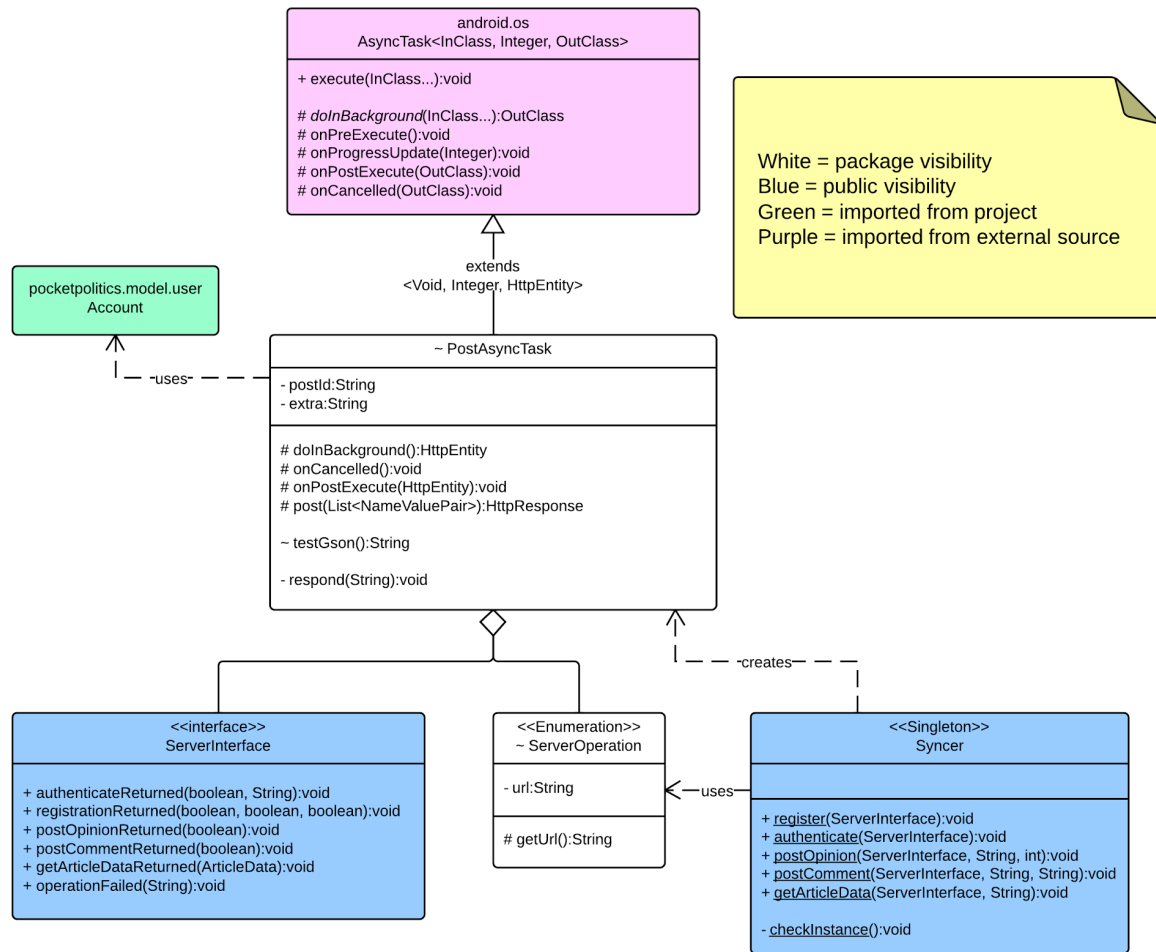 android.os
AsyncTask<InClass, Integer, OutClass>
+ execute(InClass...):void
# doInBackground(InClass...):OutClass
# onPreExecute():void
# onProgressUpdate(Integer):void
# onPostExecute(OutClass):void
# onCancelled(OutClass):void
White = package visibility
Blue = public visibility
Green = imported from project
Purple = imported from external source
extends
<Void, Integer, HttpEntity>
pocketpolitics.model.user
Account
uses
~ PostAsyncTask
- postId:String
- extra:String
# doInBackground():HttpEntity
# onCancelled():void
# onPostExecute(HttpEntity):void
# post(List<NameValuePair>):HttpResponse
~ testGson():String
- respond(String):void
creates
<<interface>>
ServerInterface
+ authenticateReturned(boolean, String):void
+ registrationReturned(boolean, boolean, boolean):void
+ postOpinionReturned(boolean):void
+ postCommentReturned(boolean):void
+ getArticleDataReturned(ArticleData):void
+ operationFailed(String):void
<<Enumeration>>
~ ServerOperation
- url:String
# getUrl():String
uses
<<Singleton>>
Syncer
+ register(ServerInterface):void
+ authenticate(ServerInterface):void
+ postOpinion(ServerInterface, String, int):void
+ postComment(ServerInterface, String, String):void
+ getArticleData(ServerInterface, String):void
- checkInstance():void